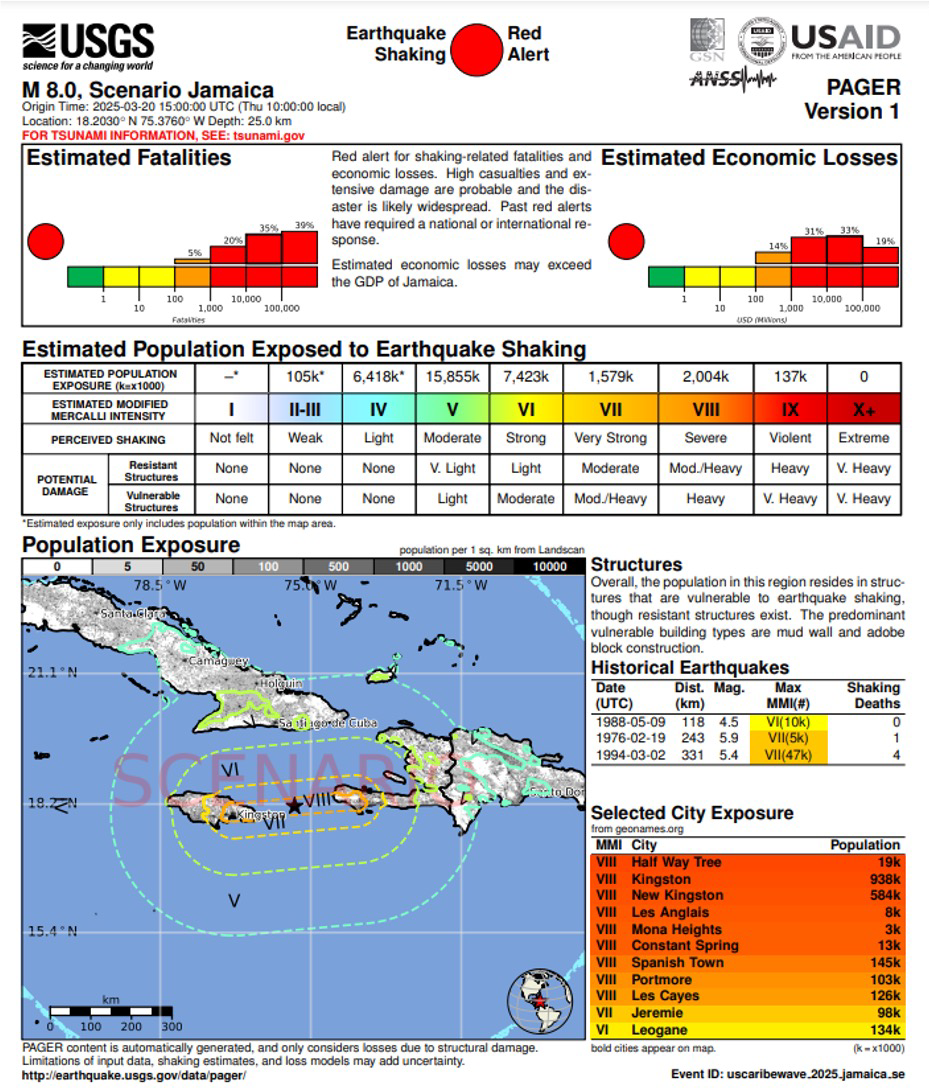 USGS
science for a changing world
Earthquake
Shaking
Red
Alert
GSN
USAID
USAID
FROM THE AMERICAN PEOPLE
ANSS
M 8.0, Scenario Jamaica
Origin Time: 2025-03-20 15:00:00 UTC (Thu 10:00:00 local)
Location: 18.2030° N 75.3760° W Depth: 25.0 km
FOR TSUNAMI INFORMATION, SEE: tsunami.gov
PAGER
Version 1
Estimated Fatalities
5%
20%
35%
39%
1
10
100
1,000
10,000
100,000
Fatalities
Red alert for shaking-related fatalities and
economic losses. High casualties and ex-
tensive damage are probable and the dis-
aster is likely widespread. Past red alerts
have required a national or international re-
sponse.
Estimated economic losses may exceed
the GDP of Jamaica.
Estimated Economic Losses
14%
31%
33%
19%
1
10
100
1,000
10,000
100,000
USD (Millions)
Estimated Population Exposed to Earthquake Shaking
ESTIMATED POPULATION
EXPOSURE (k=x1000)
–* 105k* 6,418k* 15,855k 7,423k 1,579k 2,004k 137k 0
ESTIMATED MODIFIED
MERCALLI INTENSITY
I II-III IV V VI VII VIII IX X+
PERCEIVED SHAKING Not felt Weak Light Moderate Strong Very Strong Severe Violent Extreme
POTENTIAL
DAMAGE
Resistant
Structures
None None None V. Light Light Moderate Mod./Heavy Heavy V. Heavy
Vulnerable
Structures
None None None Light Moderate Mod./Heavy Heavy V. Heavy V. Heavy
*Estimated exposure only includes population within the map area.
Population Exposure
population per 1 sq. km from Landscan
0 5 50 100 500 1000 5000 10000
78.5°W
75.0°W
71.5°W
Santa Clara
Camaguey
21.1°N
Holguin
Santiago de Cuba
V
SCENARIO
VI
18.2°N
IV
VIII
Kingston
VII
V
15.4°N
km
0 100 200 300
PAGER content is automatically generated, and only considers losses due to structural damage.
Limitations of input data, shaking estimates, and loss models may add uncertainty.
http://earthquake.usgs.gov/data/pager/
Structures
Overall, the population in this region resides in struc-
tures that are vulnerable to earthquake shaking,
though resistant structures exist. The predominant
vulnerable building types are mud wall and adobe
block construction.
Historical Earthquakes
Date
(UTC)
Dist.
(km)
Mag.
Max
MMI(#)
Shaking
Deaths
1988-05-09 118 4.5 VI(10k) 0
1976-02-19 243 5.9 VII(5k) 1
1994-03-02 331 5.4 VII(47k) 4
Selected City Exposure
from geonames.org
MMI City Population
VIII Half Way Tree 19k
VIII Kingston 938k
VIII New Kingston 584k
VIII Les Anglais 8k
VIII Mona Heights 3k
VIII Constant Spring 13k
VIII Spanish Town 145k
VIII Portmore 103k
VIII Les Cayes 126k
VII Jeremie 98k
VI Leogane 134k
bold cities appear on map.
(k = x1000)
Event ID: uscaribewave_2025.jamaica_se